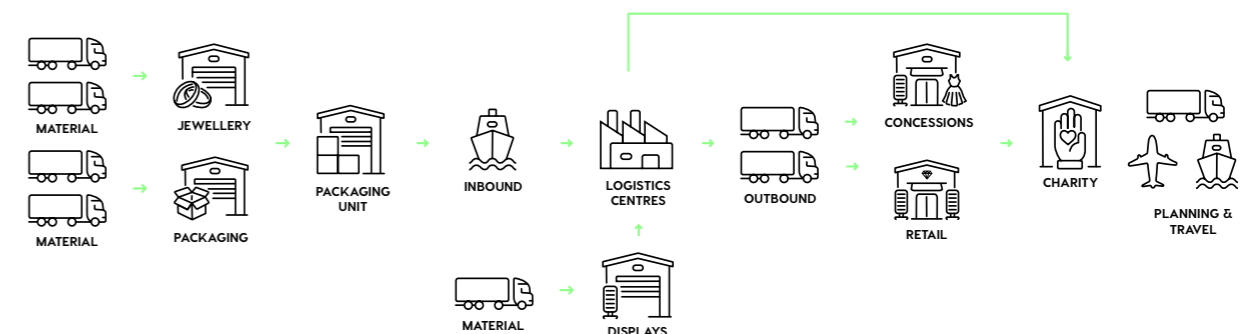 MATERIAL
JEWELLERY
MATERIAL
PACKAGING
PACKAGING
UNIT
INBOUND
LOGISTICS
CENTRES
MATERIAL
DISPLAYS
OUTBOUND
CONCESSIONS
RETAIL
CHARITY
PLANNING &
TRAVEL